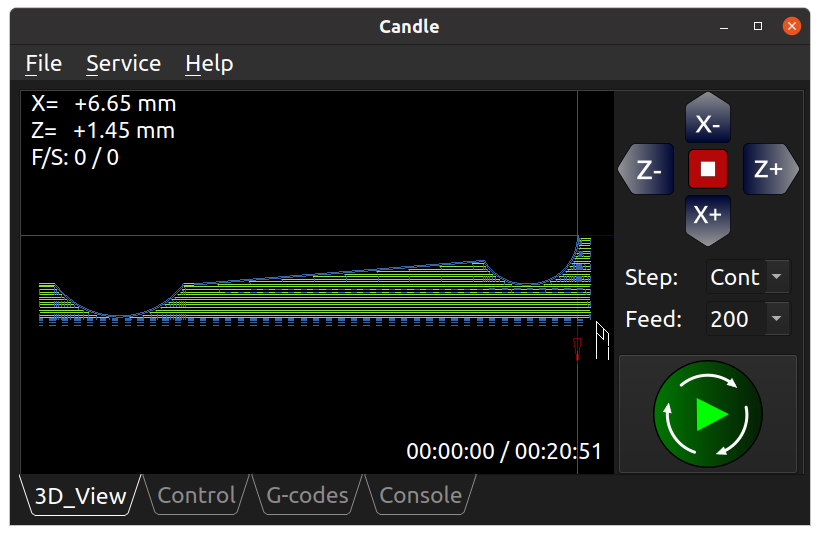 Candle
File Service Help
X= +6.65 mm
Z= +1.45 mm
F/S: 0 / 0
X-
Z-
Z+
X+
Step: Cont
Feed: 200
00:00:00 / 00:20:51
3D_View Control G-codes Console